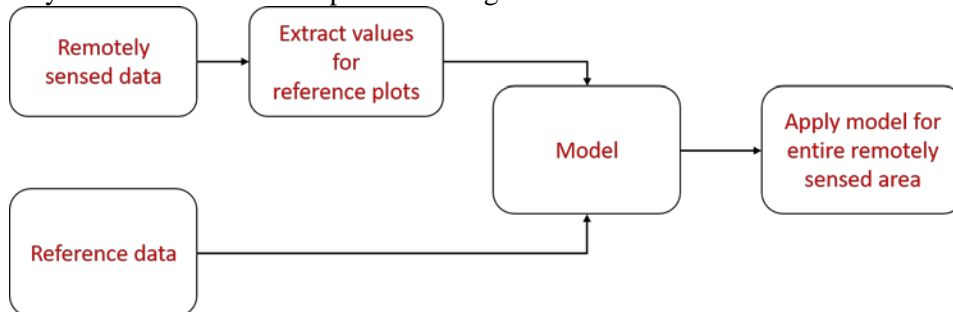 Remotely
sensed data
Extract values
for
reference plots
Model
Apply model for
entire remotely
sensed area
Reference data